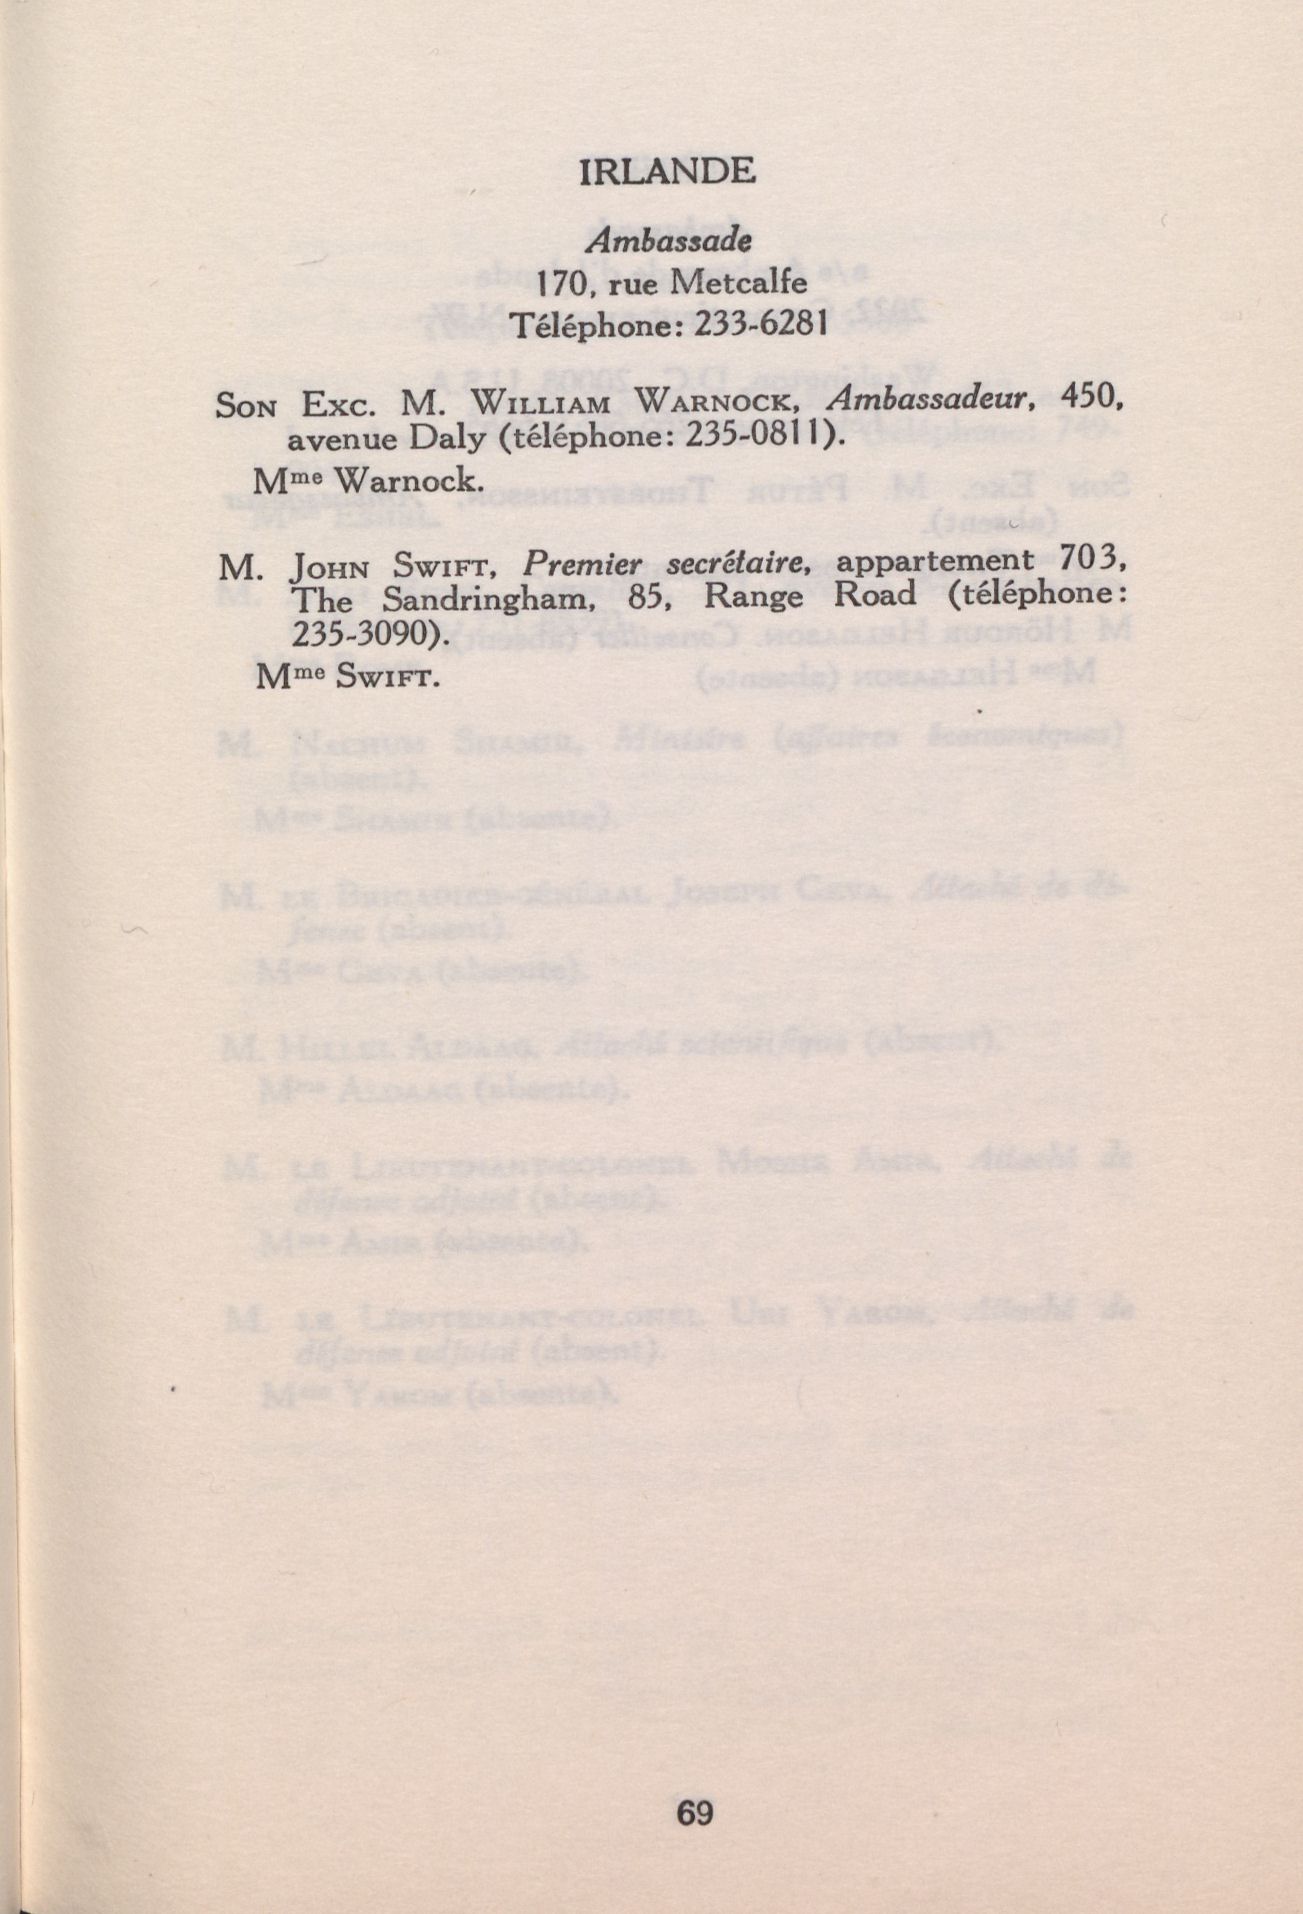 IRLANDE
Ambassade
170, rue Metcalfe
Téléphone: 233-6281
SON EXC. M. WILLIAM WARNOCK, Ambassadeur, 450,
avenue Daly (téléphone: 235-0811).
Mme Warnock.
M. JOHN SWIFT, Premier secrétaire, appartement 703,
The Sandringham, 85, Range Road (téléphone:
235-3090).
Mme SWIFT.
69